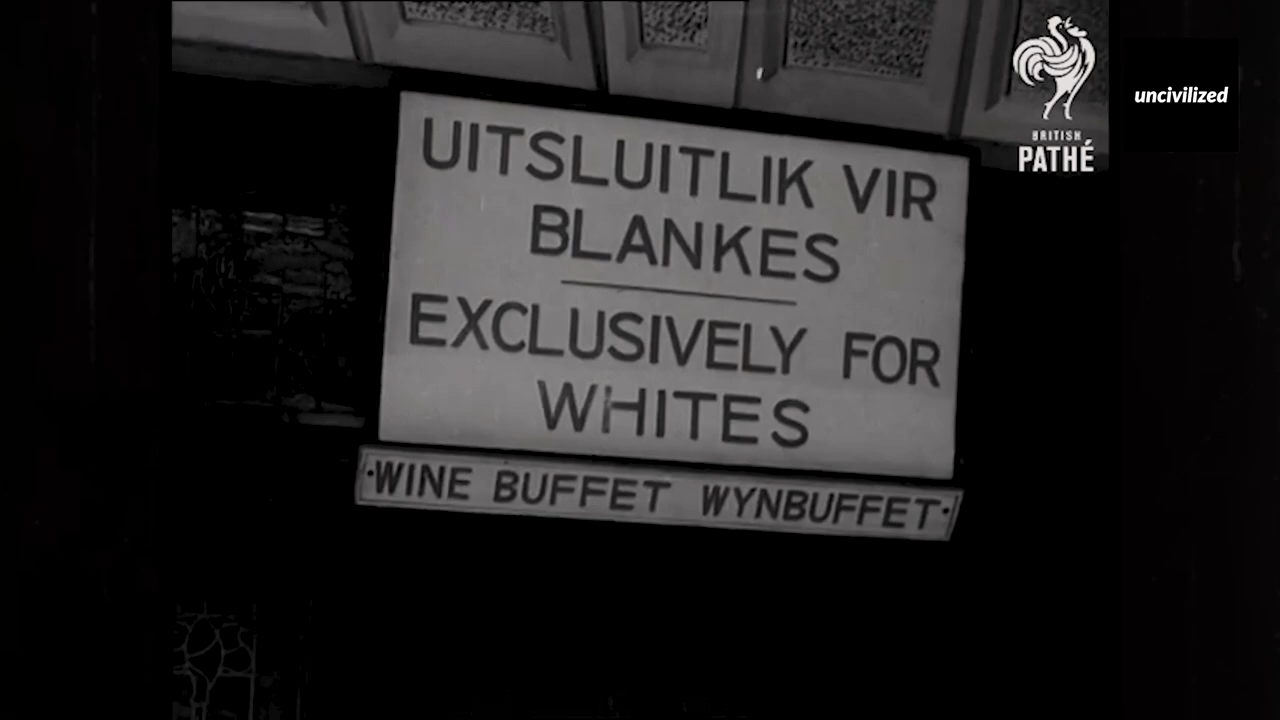 UITSLUITLIK VIR
BLANKES
EXCLUSIVELY FOR
WHITES
·WINE BUFFET WYNBUFFET·
BRITISH
PATHÉ
uncivilized